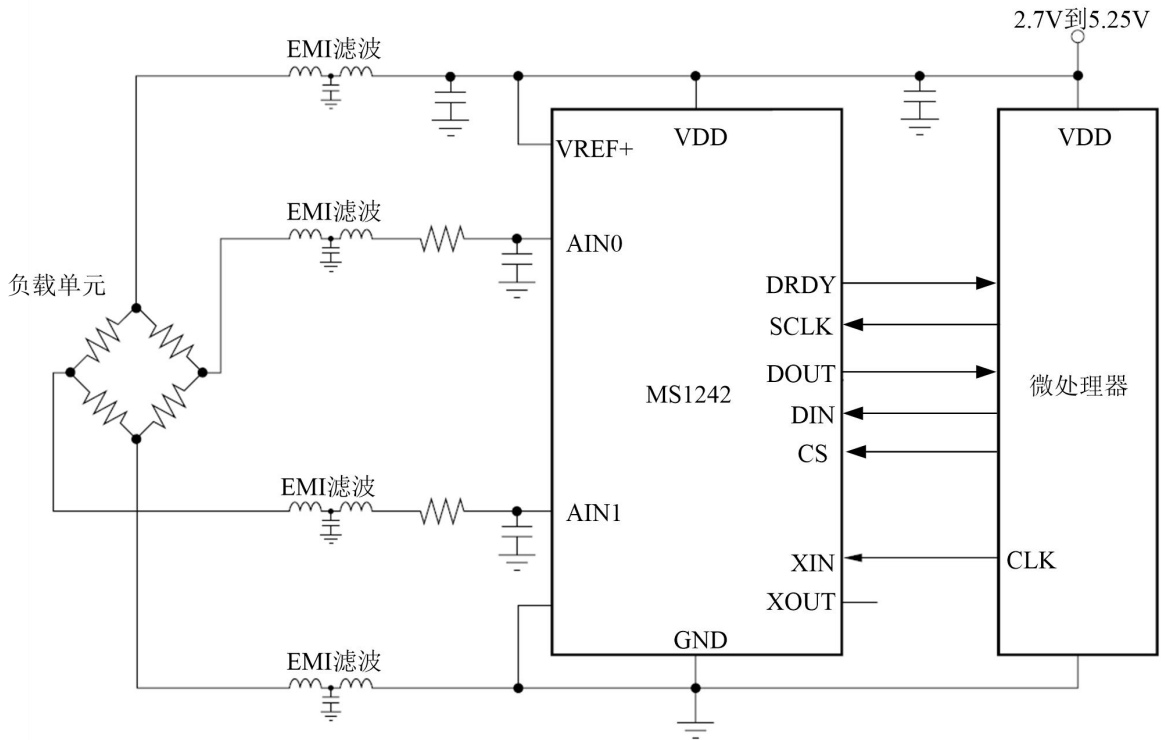 2.7V到5.25V
EMI滤波
VREF+
VDD
VDD
EMI滤波
AIN0
负载单元
DRDY
SCLK
DOUT
MS1242
微处理器
DIN
CS
EMI滤波
AIN1
XIN
CLK
XOUT
GND
EMI滤波